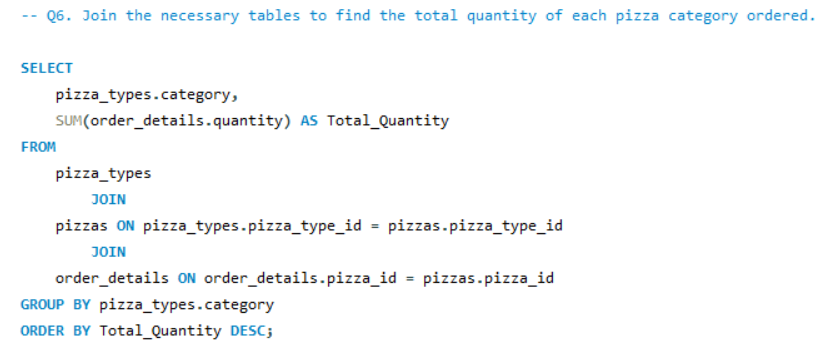 -- Q6. Join the necessary tables to find the total quantity of each pizza category ordered.
SELECT
pizza_types.category,
SUM(order_details.quantity) AS Total_Quantity
FROM
pizza_types
JOIN
pizzas ON pizza_types.pizza_type_id = pizzas.pizza_type_id
JOIN
order_details ON order_details.pizza_id = pizzas.pizza_id
GROUP BY pizza_types.category
ORDER BY Total_Quantity DESC;